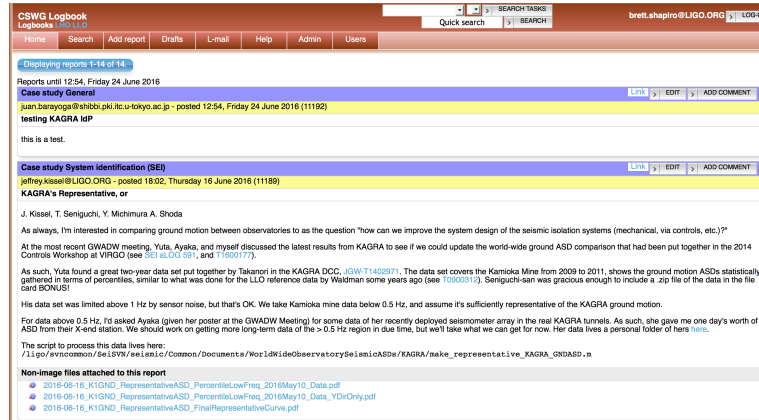 CSWG Logbook
Logbooks LHO LLO
SEARCH TASKS
Quick search
SEARCH
brett.shapiro@LIGO.ORG
Home Search Add report Drafts L-mail Help Admin Users
Displaying reports 1-14 of 14.
Reports until 12:54, Friday 24 June 2016
Case study General
Link EDIT ADD COMMENT
juan.barayoga@shibbi.pki.itc.u-tokyo.ac.jp - posted 12:54, Friday 24 June 2016 (11192)
testing KAGRA IdP
this is a test.
Case study System identification (SEI)
Link EDIT ADD COMMENT
jeffrey.kissel@LIGO.ORG - posted 18:02, Thursday 16 June 2016 (11189)
KAGRA's Representative, or
J. Kissel, T. Seniguchi, Y. Michimura A. Shoda
As always, I'm interested in comparing ground motion between observatories to as the question "how can we improve the system design of the seismic isolation systems (mechanical, via controls, etc.)?"
At the most recent GWADW meeting, Yuta, Ayaka, and myself discussed the latest results from KAGRA to see if we could update the world-wide ground ASD comparison that had been put together in the 2014
Controls Workshop at VIRGO (see SEI aLOG 591, and T1600177).
As such, Yuta found a great two-year data set put together by Takanori in the KAGRA DCC, JGW-T1402971. The data set covers the Kamioka Mine from 2009 to 2011, shows the ground motion ASDs statistically
gathered in terms of percentiles, similar to what was done for the LLO reference data by Waldman some years ago (see T0900312). Seniguchi-san was gracious enough to include a .zip file of the data in the file
card BONUS!
His data set was limited above 1 Hz by sensor noise, but that's OK. We take Kamioka mine data below 0.5 Hz, and assume it's sufficiently representative of the KAGRA ground motion.
For data above 0.5 Hz, I'd asked Ayaka (given her poster at the GWADW Meeting) for some data of her recently deployed seismometer array in the real KAGRA tunnels. As such, she gave me one day's worth of
ASD from their X-end station. We should work on getting more long-term data of the > 0.5 Hz region in due time, but we'll take what we can get for now. Her data lives a personal folder of hers here.
The script to process this data lives here:
/ligo/svncommon/SeiSVN/seismic/Common/Documents/WorldWideObservatorySeismicASDs/KAGRA/make_representative_KAGRA_GNDASD.m
Non-image files attached to this report
2016-06-16_K1GND_RepresentativeASD_PercentileLowFreq_2016May10_Data.pdf
2016-06-16_K1GND_RepresentativeASD_PercentileLowFreq_2016May10_Data_YDirOnly.pdf
2016-06-16_K1GND_RepresentativeASD_FinalRepresentativeCurve.pdf